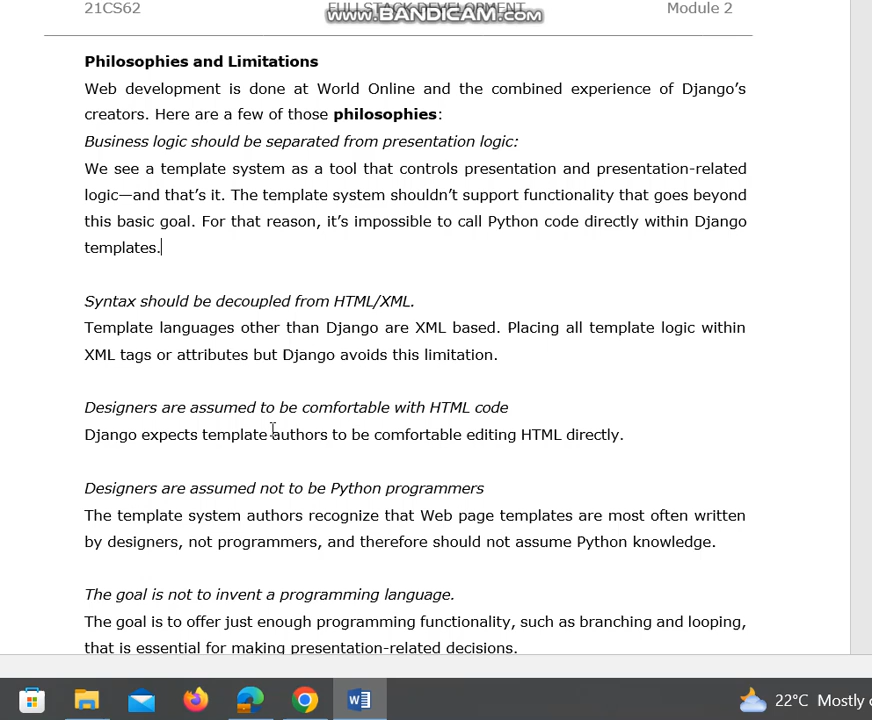 21CS62 FULLSTACK DEVELOPMENT Module 2
www.BANDICAM.com
Philosophies and Limitations
Web development is done at World Online and the combined experience of Django’s
creators. Here are a few of those philosophies:
Business logic should be separated from presentation logic:
We see a template system as a tool that controls presentation and presentation-related
logic—and that’s it. The template system shouldn’t support functionality that goes beyond
this basic goal. For that reason, it’s impossible to call Python code directly within Django
templates.
Syntax should be decoupled from HTML/XML.
Template languages other than Django are XML based. Placing all template logic within
XML tags or attributes but Django avoids this limitation.
Designers are assumed to be comfortable with HTML code
Django expects template authors to be comfortable editing HTML directly.
Designers are assumed not to be Python programmers
The template system authors recognize that Web page templates are most often written
by designers, not programmers, and therefore should not assume Python knowledge.
The goal is not to invent a programming language.
The goal is to offer just enough programming functionality, such as branching and looping,
that is essential for making presentation-related decisions.
22°C Mostly c